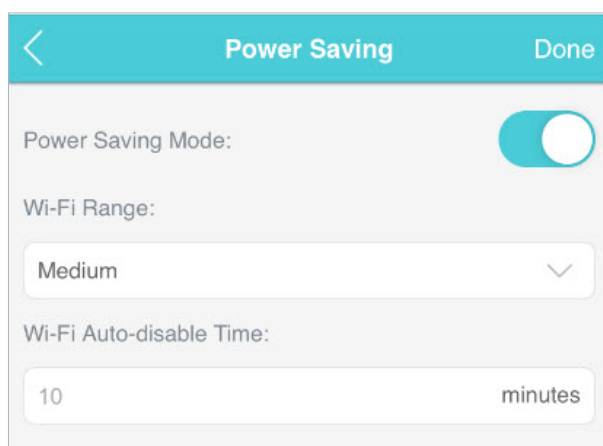 Power Saving Done
Power Saving Mode:
Wi-Fi Range:
Medium
Wi-Fi Auto-disable Time:
10 minutes